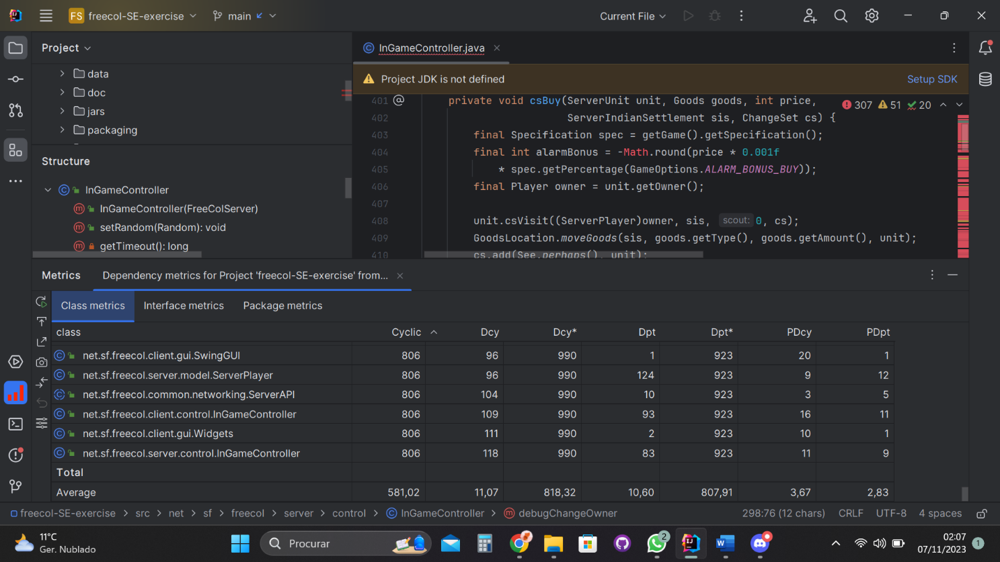 FS freecol-SE-exercise main Current File
Project
InGameController.java
data
doc
jars
packaging
Project JDK is not defined Setup SDK
401 @ private void csBuy(ServerUnit unit, Goods goods, int price,
307 51 20
402 ServerIndianSettlement sis, ChangeSet cs) {
403 final Specification spec = getGame().getSpecification();
404 final int alarmBonus = -Math.round(price * 0.001f
405 * spec.getPercentage(GameOptions.ALARM_BONUS_BUY));
406 final Player owner = unit.getOwner();
407
408 unit.csVisit((ServerPlayer)owner, sis, scout: 0, cs);
409 GoodsLocation.moveGoods(sis, goods.getType(), goods.getAmount(), unit);
410 cs.add(See.perhaps(), unit);
Structure
InGameController
InGameController(FreeColServer)
setRandom(Random): void
getTimeout(): long
Metrics Dependency metrics for Project 'freecol-SE-exercise' from...
Class metrics Interface metrics Package metrics
class Cyclic Dcy Dcy* Dpt Dpt* PDcy PDpt
net.sf.freecol.client.gui.SwingGUI 806 96 990 1 923 20 1
net.sf.freecol.server.model.ServerPlayer 806 96 990 124 923 9 12
net.sf.freecol.common.networking.ServerAPI 806 104 990 10 923 3 5
net.sf.freecol.client.control.InGameController 806 109 990 93 923 16 11
net.sf.freecol.client.gui.Widgets 806 111 990 2 923 10 1
net.sf.freecol.server.control.InGameController 806 118 990 83 923 11 9
Total
Average 581,02 11,07 818,32 10,60 807,91 3,67 2,83
freecol-SE-exercise > src > net > sf > freecol > server > control > InGameController > debugChangeOwner 298:76 (12 chars) CRLF UTF-8 4 spaces
11°C
Ger. Nublado
Procurar
2
02:07
07/11/2023
1